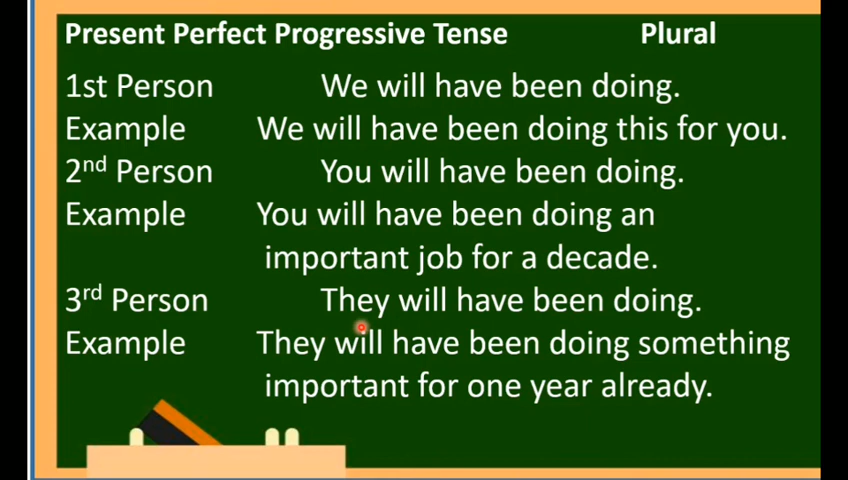 Present Perfect Progressive Tense Plural
1st Person We will have been doing.
Example We will have been doing this for you.
2nd Person You will have been doing.
Example You will have been doing an
important job for a decade.
3rd Person They will have been doing.
Example They will have been doing something
important for one year already.